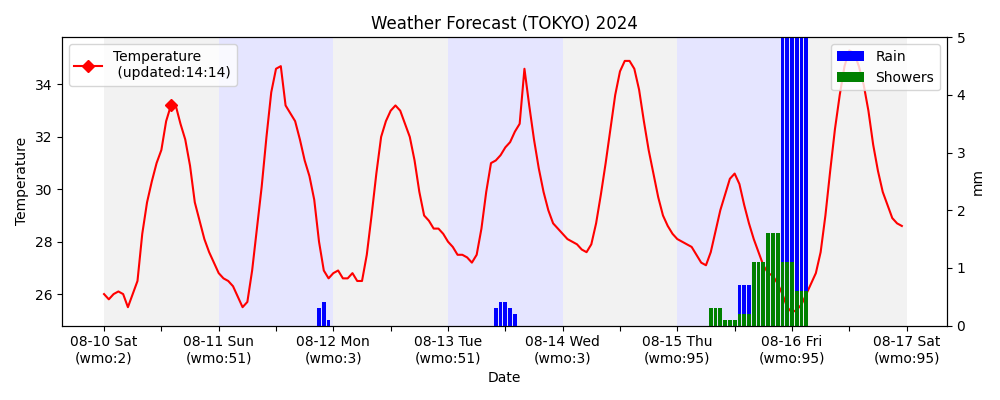 Weather Forecast (TOKYO) 2024
Temperature
(updated:14:14)
Rain
Showers
Temperature
34
32
30
28
26
5
4
3
2
1
0
mm
08-10 Sat
(wmo:2)
08-11 Sun
(wmo:51)
08-12 Mon
(wmo:3)
08-13 Tue
(wmo:51)
08-14 Wed
(wmo:3)
08-15 Thu
(wmo:95)
08-16 Fri
(wmo:95)
08-17 Sat
(wmo:95)
Date